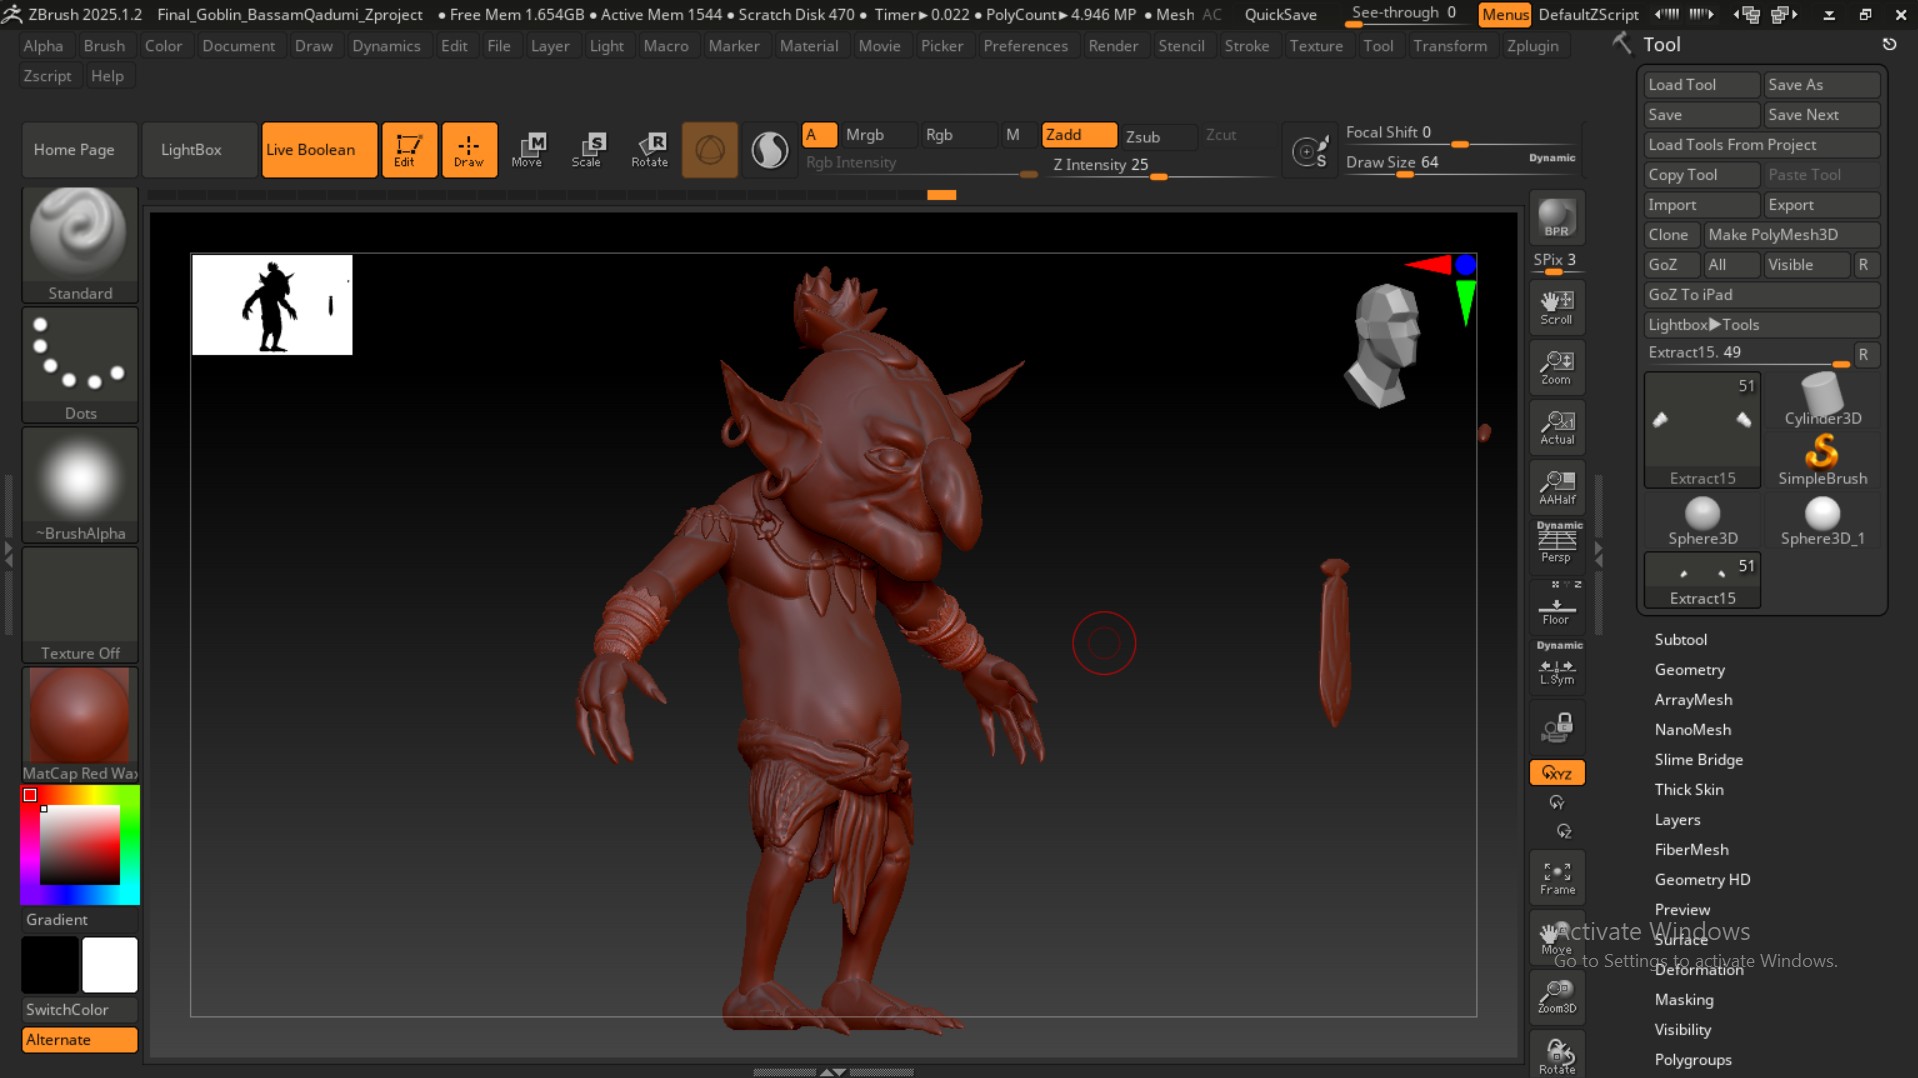 ZBrush 2025.1.2 Final_Goblin_BassamQadumi_Zproject • Free Mem 1.654GB • Active Mem 1544 • Scratch Disk 470 • Timer►0.022 • PolyCount►4.946 MP • Mesh AC QuickSave See-through 0 Menus DefaultZScript
Alpha Brush Color Document Draw Dynamics Edit File Layer Light Macro Marker Material Movie Picker Preferences Render Stencil Stroke Texture Tool Transform Zplugin
Zscript Help
Home Page LightBox Live Boolean Edit Draw Move Scale Rotate
M S R
A Mrgb Rgb M Zadd Zsub Zcut
Rgb Intensity Z Intensity 25
S
Focal Shift 0
Draw Size 64 Dynamic
Standard
Dots
~BrushAlpha
Texture Off
MatCap Red Wax
Gradient
SwitchColor
Alternate
BPR
SPix 3
Scroll
Zoom
Actual
AAHalf
Dynamic
Persp
Floor
Dynamic
L.Sym
XYZ
Y
Z
Frame
Move
Zoom3D
Rotate
Tool
Load Tool Save As
Save Save Next
Load Tools From Project
Copy Tool Paste Tool
Import Export
Clone Make PolyMesh3D
GoZ All Visible R
GoZ To iPad
Lightbox►Tools
Extract15. 49 R
51
Extract15
Cylinder3D
SimpleBrush
Sphere3D Sphere3D_1
51
Extract15
Subtool
Geometry
ArrayMesh
NanoMesh
Slime Bridge
Thick Skin
Layers
FiberMesh
Geometry HD
Preview
Surface
Deformation
Masking
Visibility
Polygroups
Activate Windows
Go to Settings to activate Windows.